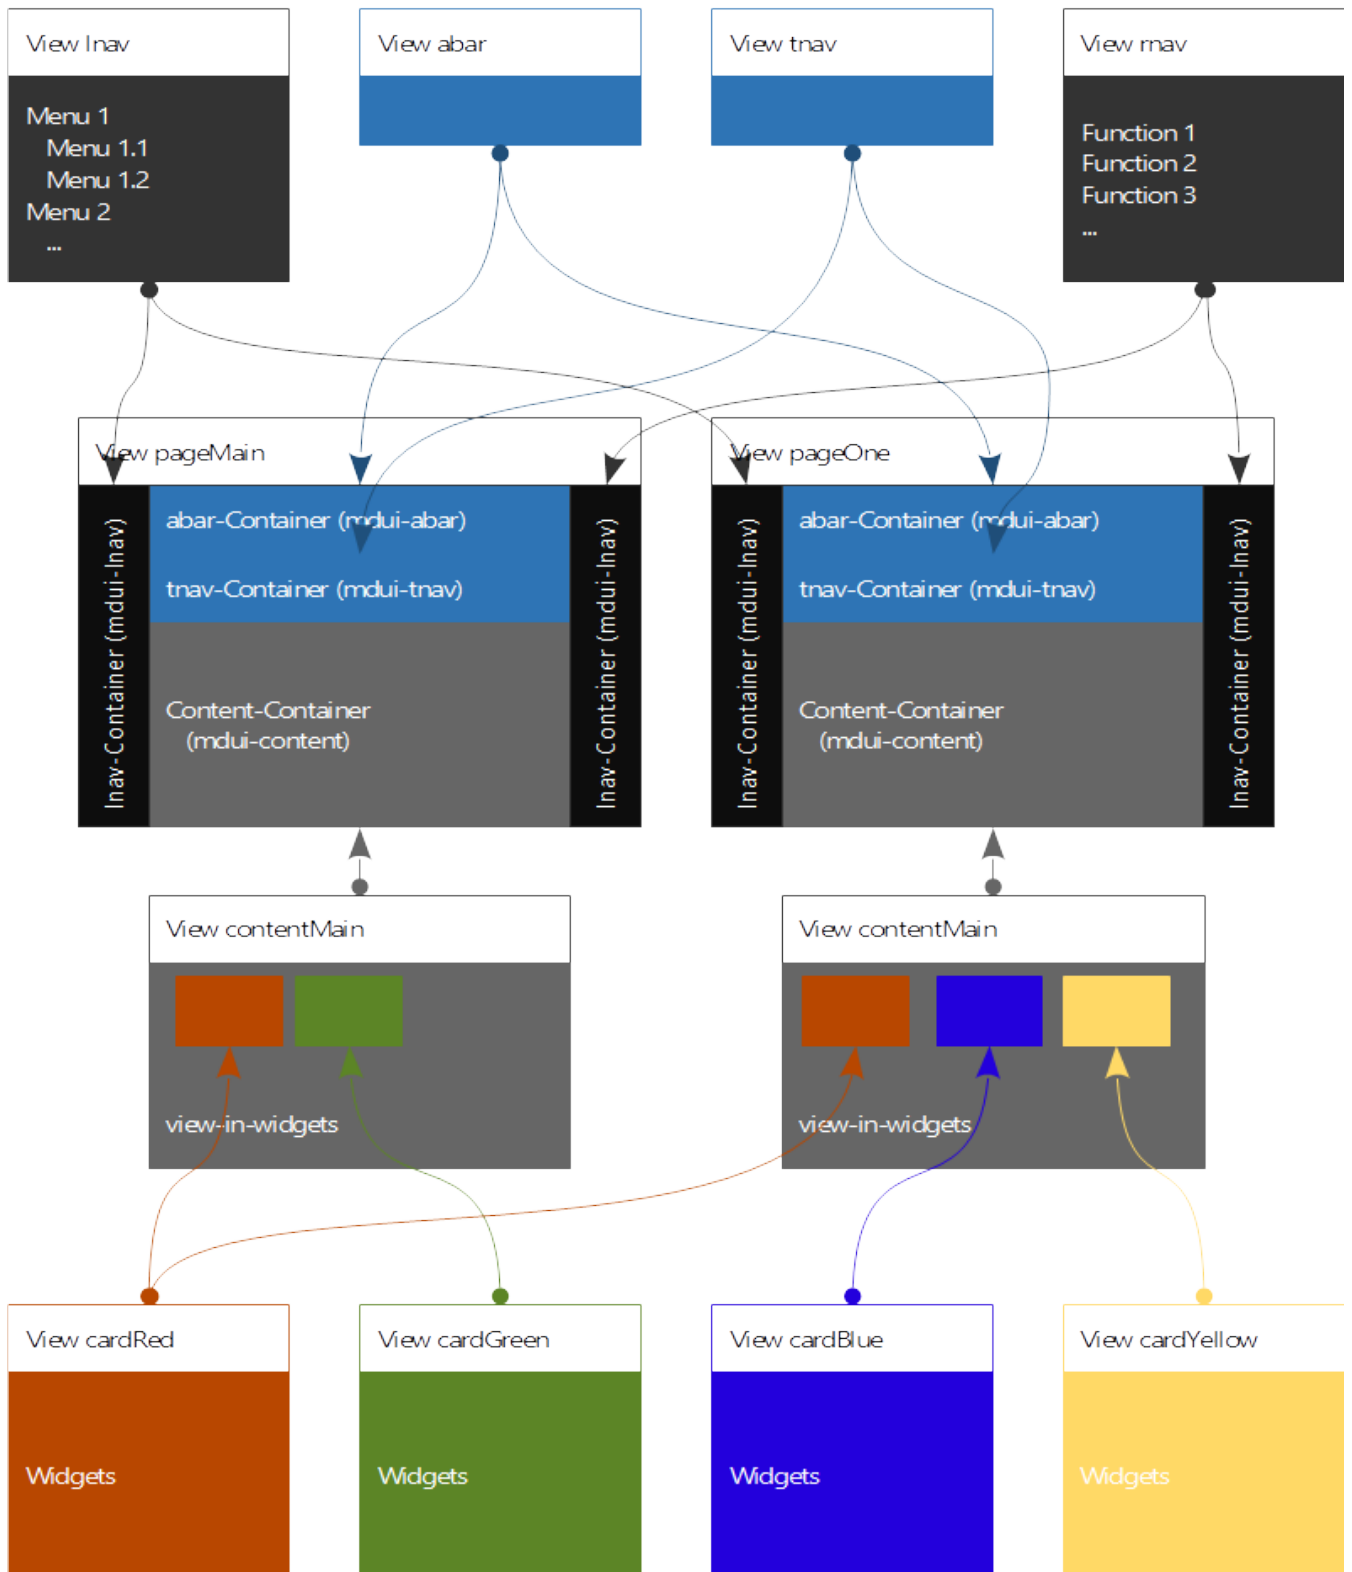 View lnav
View abar
View tnav
View rnav
Menu 1
Menu 1.1
Menu 1.2
Menu 2
...
Function 1
Function 2
Function 3
...
View pageMain
View pageOne
lnav-Container (mdui-lnav)
abar-Container (mdui-abar)
tnav-Container (mdui-tnav)
Content-Container
(mdui-content)
lnav-Container (mdui-lnav)
lnav-Container (mdui-lnav)
abar-Container (mdui-abar)
tnav-Container (mdui-tnav)
Content-Container
(mdui-content)
lnav-Container (mdui-lnav)
View contentMain
view-in-widgets
View contentMain
view-in-widgets
View cardRed
Widgets
View cardGreen
Widgets
View cardBlue
Widgets
View cardYellow
Widgets